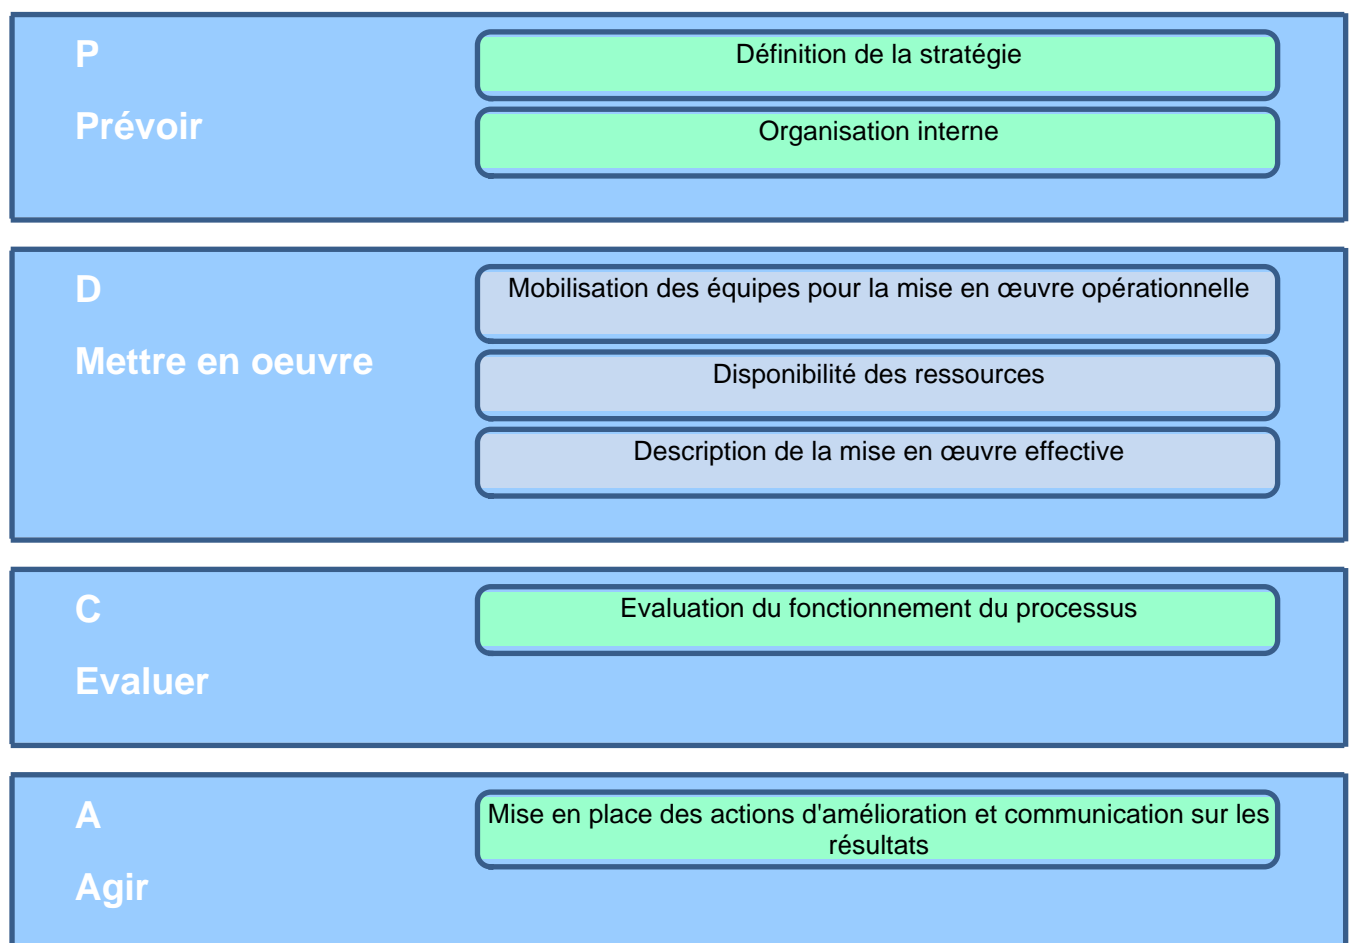 P
Définition de la stratégie
Prévoir
Organisation interne
D
Mobilisation des équipes pour la mise en œuvre opérationnelle
Mettre en oeuvre
Disponibilité des ressources
Description de la mise en œuvre effective
C
Evaluation du fonctionnement du processus
Evaluer
A
Mise en place des actions d'amélioration et communication sur les
résultats
Agir